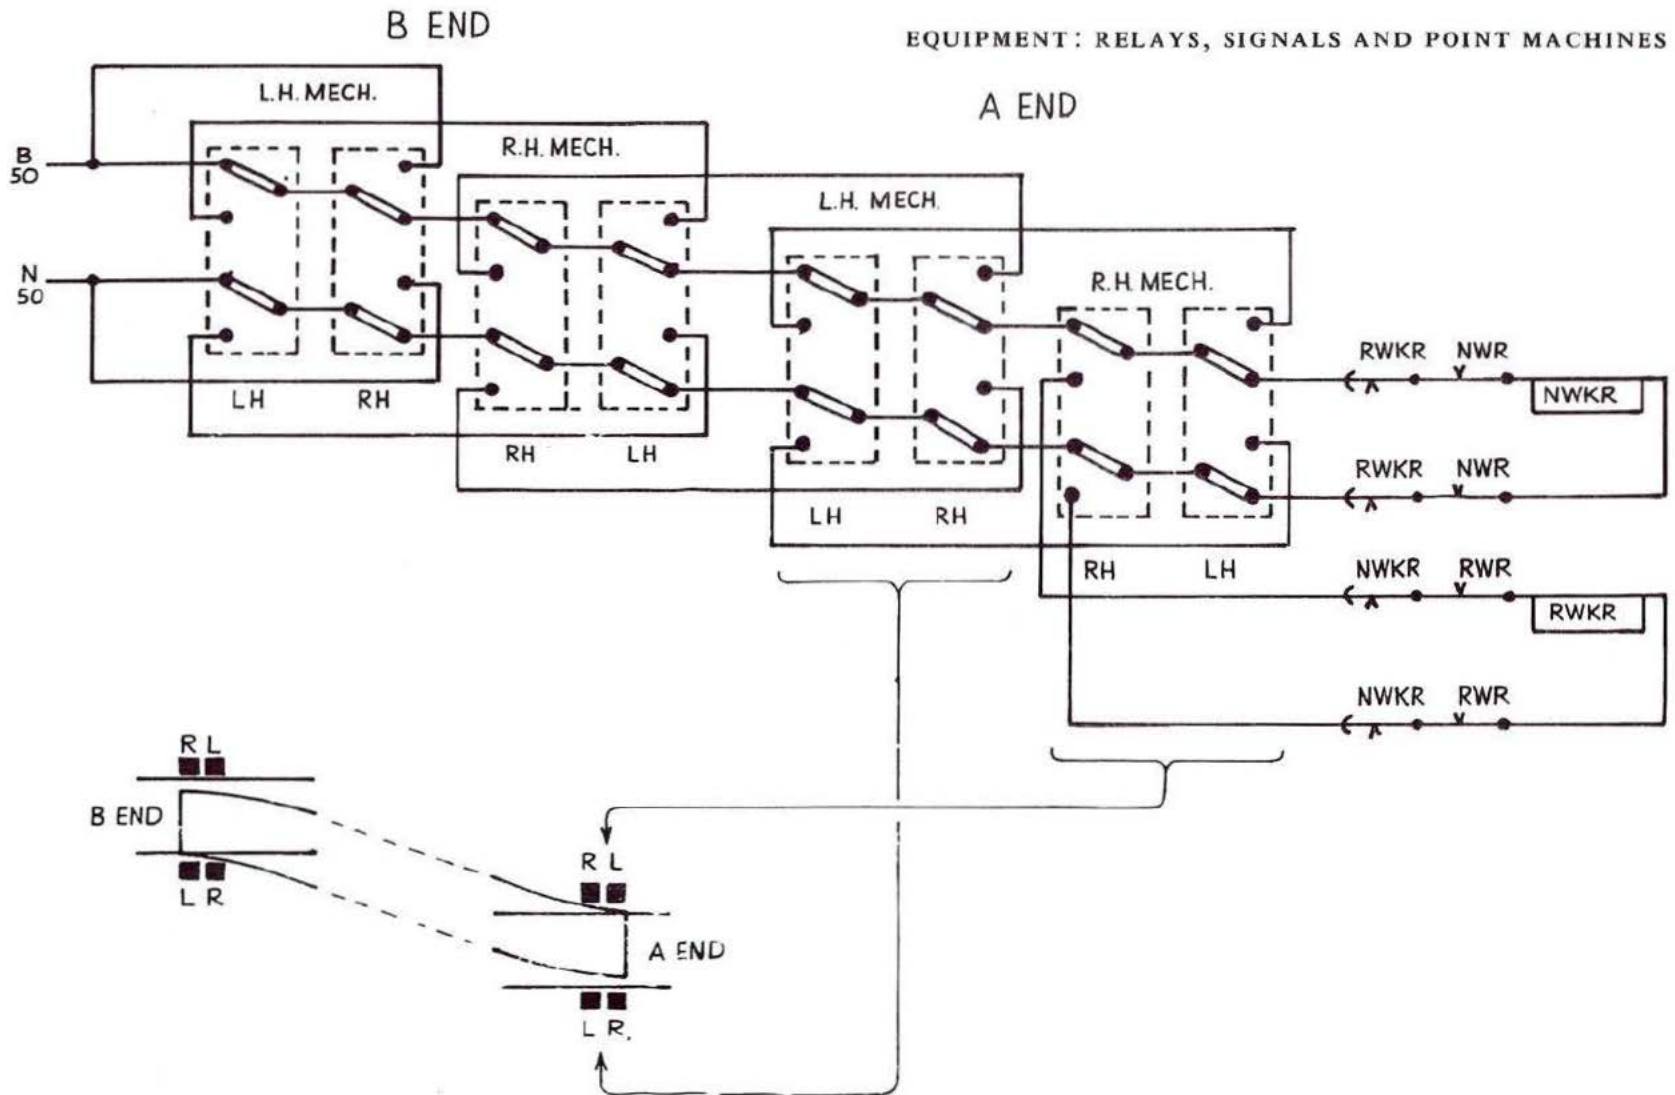 B END
EQUIPMENT: RELAYS, SIGNALS AND POINT MACHINES
A END
L.H. MECH.
R.H. MECH.
L.H. MECH.
R.H. MECH.
B
50
N
50
LH RH
RH LH
LH RH
RH LH
RWKR NWR
NWKR
RWKR NWR
NWKR RWR
RWKR
NWKR RWR
R L
B END
L R
R L
A END
L R.